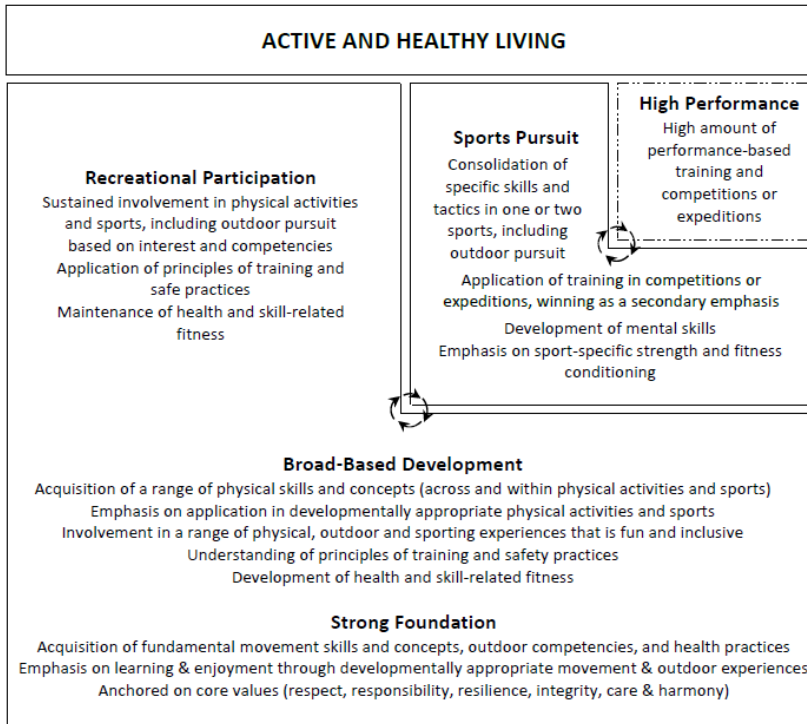 ACTIVE AND HEALTHY LIVING
Recreational Participation
Sustained involvement in physical activities
and sports, including outdoor pursuit
based on interest and competencies
Application of principles of training and
safe practices
Maintenance of health and skill-related
fitness
Sports Pursuit
Consolidation of
specific skills and
tactics in one or two
sports, including
outdoor pursuit
Application of training in competitions or
expeditions, winning as a secondary emphasis
Development of mental skills
Emphasis on sport-specific strength and fitness
conditioning
High Performance
High amount of
performance-based
training and
competitions or
expeditions
Broad-Based Development
Acquisition of a range of physical skills and concepts (across and within physical activities and sports)
Emphasis on application in developmentally appropriate physical activities and sports
Involvement in a range of physical, outdoor and sporting experiences that is fun and inclusive
Understanding of principles of training and safety practices
Development of health and skill-related fitness
Strong Foundation
Acquisition of fundamental movement skills and concepts, outdoor competencies, and health practices
Emphasis on learning & enjoyment through developmentally appropriate movement & outdoor experiences
Anchored on core values (respect, responsibility, resilience, integrity, care & harmony)